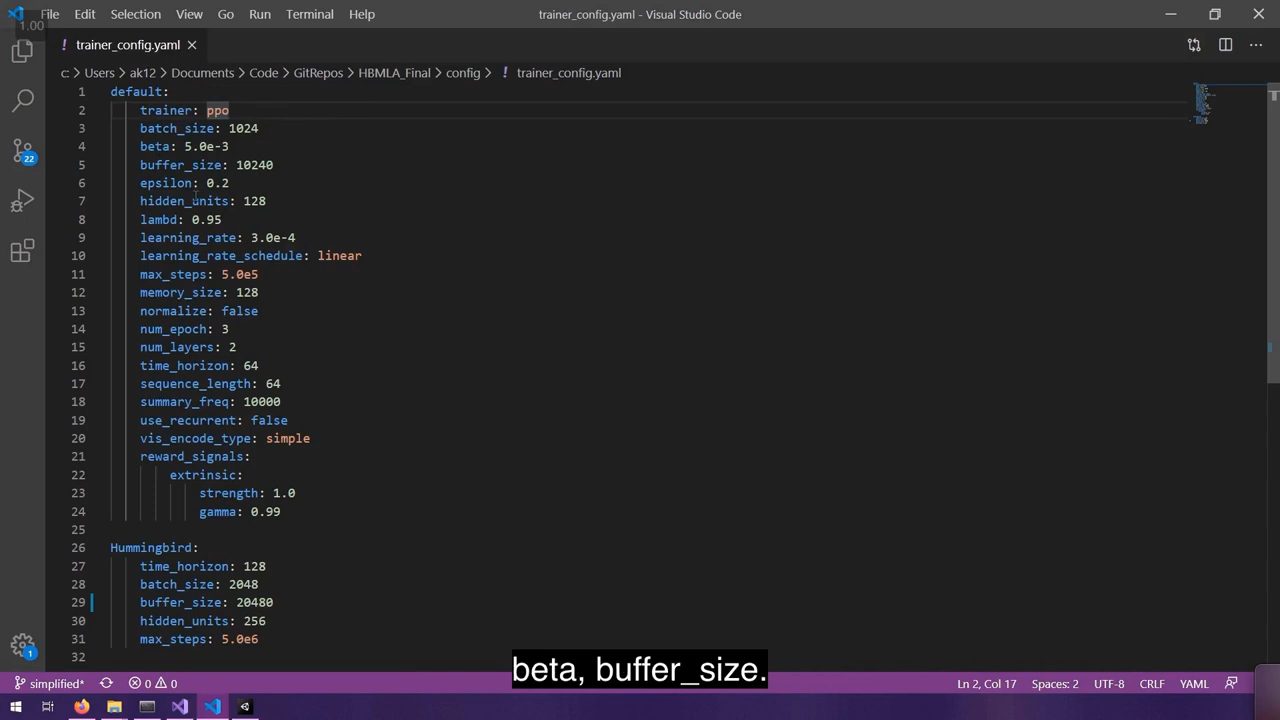 File Edit Selection View Go Run Terminal Help trainer_config.yaml - Visual Studio Code
1.00
! trainer_config.yaml
c: > Users > ak12 > Documents > Code > GitRepos > HBMLA_Final > config > ! trainer_config.yaml
1 default:
2 trainer: ppo
3 batch_size: 1024
4 beta: 5.0e-3
5 buffer_size: 10240
6 epsilon: 0.2
7 hidden_units: 128
8 lambd: 0.95
9 learning_rate: 3.0e-4
10 learning_rate_schedule: linear
11 max_steps: 5.0e5
12 memory_size: 128
13 normalize: false
14 num_epoch: 3
15 num_layers: 2
16 time_horizon: 64
17 sequence_length: 64
18 summary_freq: 10000
19 use_recurrent: false
20 vis_encode_type: simple
21 reward_signals:
22 extrinsic:
23 strength: 1.0
24 gamma: 0.99
25
26 Hummingbird:
27 time_horizon: 128
28 batch_size: 2048
29 buffer_size: 20480
30 hidden_units: 256
31 max_steps: 5.0e6
32
22
1
beta, buffer_size.
simplified* 0 0 Ln 2, Col 17 Spaces: 2 UTF-8 CRLF YAML